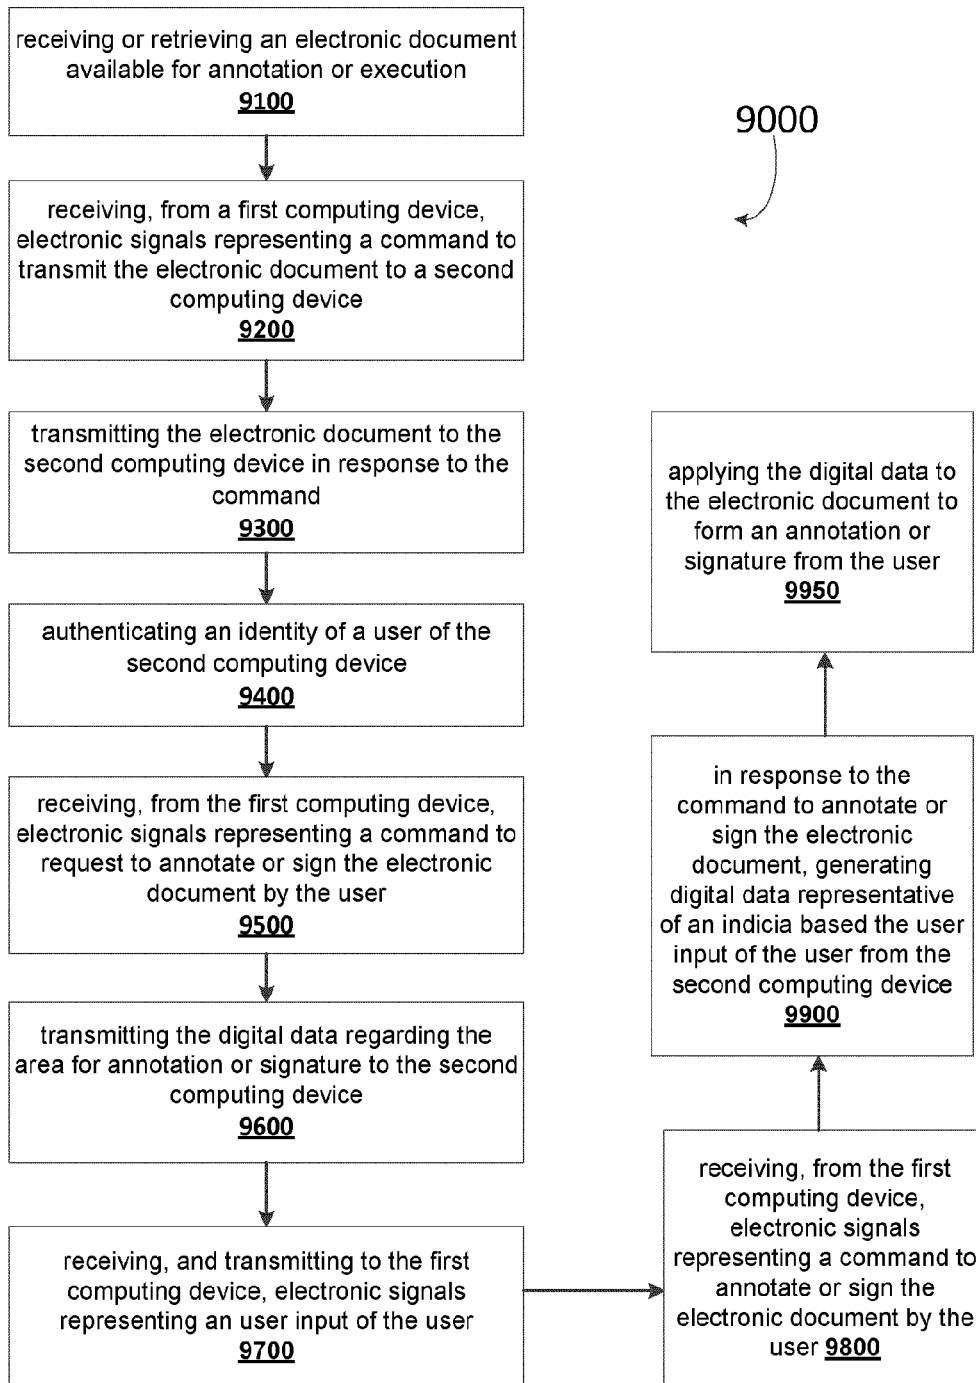 receiving or retrieving an electronic document
available for annotation or execution
9100
9000
receiving, from a first computing device,
electronic signals representing a command to
transmit the electronic document to a second
computing device
9200
transmitting the electronic document to the
second computing device in response to the
command
9300
authenticating an identity of a user of the
second computing device
9400
receiving, from the first computing device,
electronic signals representing a command to
request to annotate or sign the electronic
document by the user
9500
transmitting the digital data regarding the
area for annotation or signature to the second
computing device
9600
receiving, and transmitting to the first
computing device, electronic signals
representing an user input of the user
9700
receiving, from the first
computing device,
electronic signals
representing a command to
annotate or sign the
electronic document by the
user 9800
in response to the
command to annotate or
sign the electronic
document, generating
digital data representative
of an indicia based the user
input of the user from the
second computing device
9900
applying the digital data to
the electronic document to
form an annotation or
signature from the user
9950